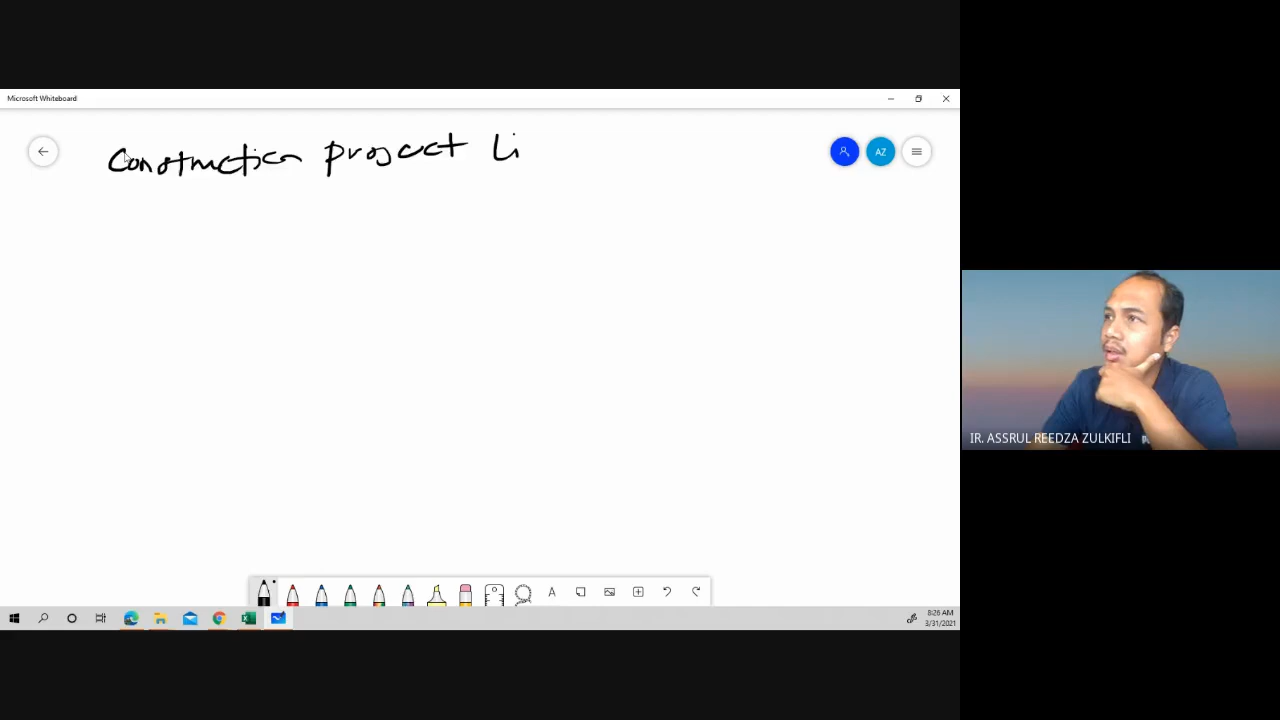 Microsoft Whiteboard
Construction project Li
AZ
A
IR. ASSRUL REEDZA ZULKIFLI
8:26 AM
3/31/2021